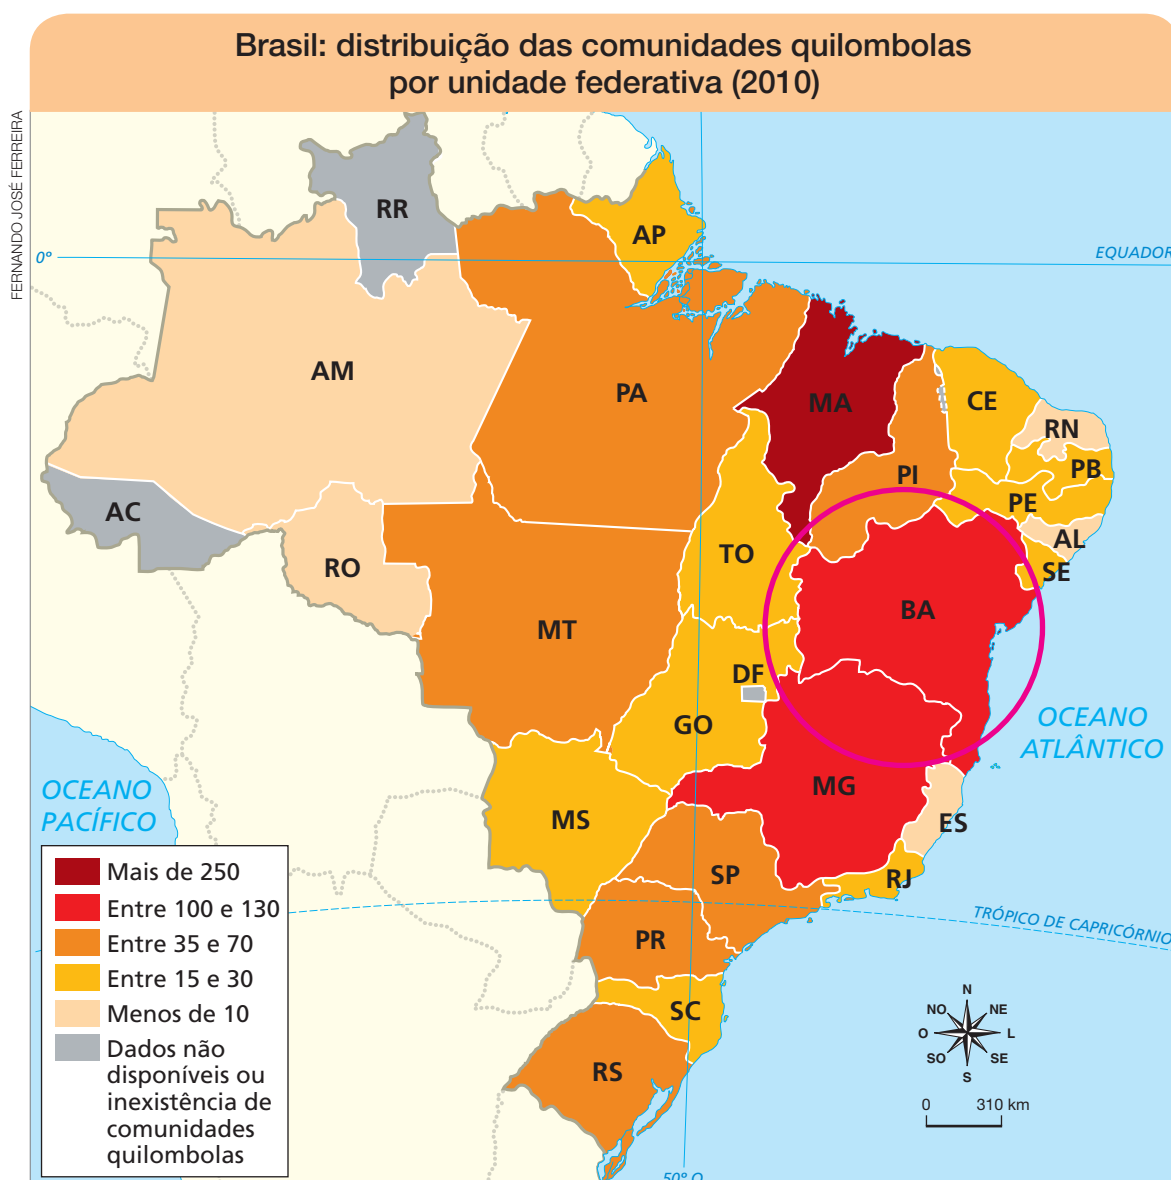 Brasil: distribuição das comunidades quilombolas
por unidade federativa (2010)
FERNANDO JOSÉ FERREIRA
RR
AP
0º
EQUADOR
AM
PA
MA
CE
RN
PB
PI
PE
AC
AL
TO
RO
SE
BA
MT
DF
GO
OCEANO
ATLÂNTICO
OCEANO
PACÍFICO
MG
MS
ES
SP
RJ
TRÓPICO DE CAPRICÓRNIO
PR
SC
RS
Mais de 250
Entre 100 e 130
Entre 35 e 70
Entre 15 e 30
Menos de 10
Dados não
disponíveis ou
inexistência de
comunidades
quilombolas
N
NO NE
O L
SO SE
S
0 310 km
50º O